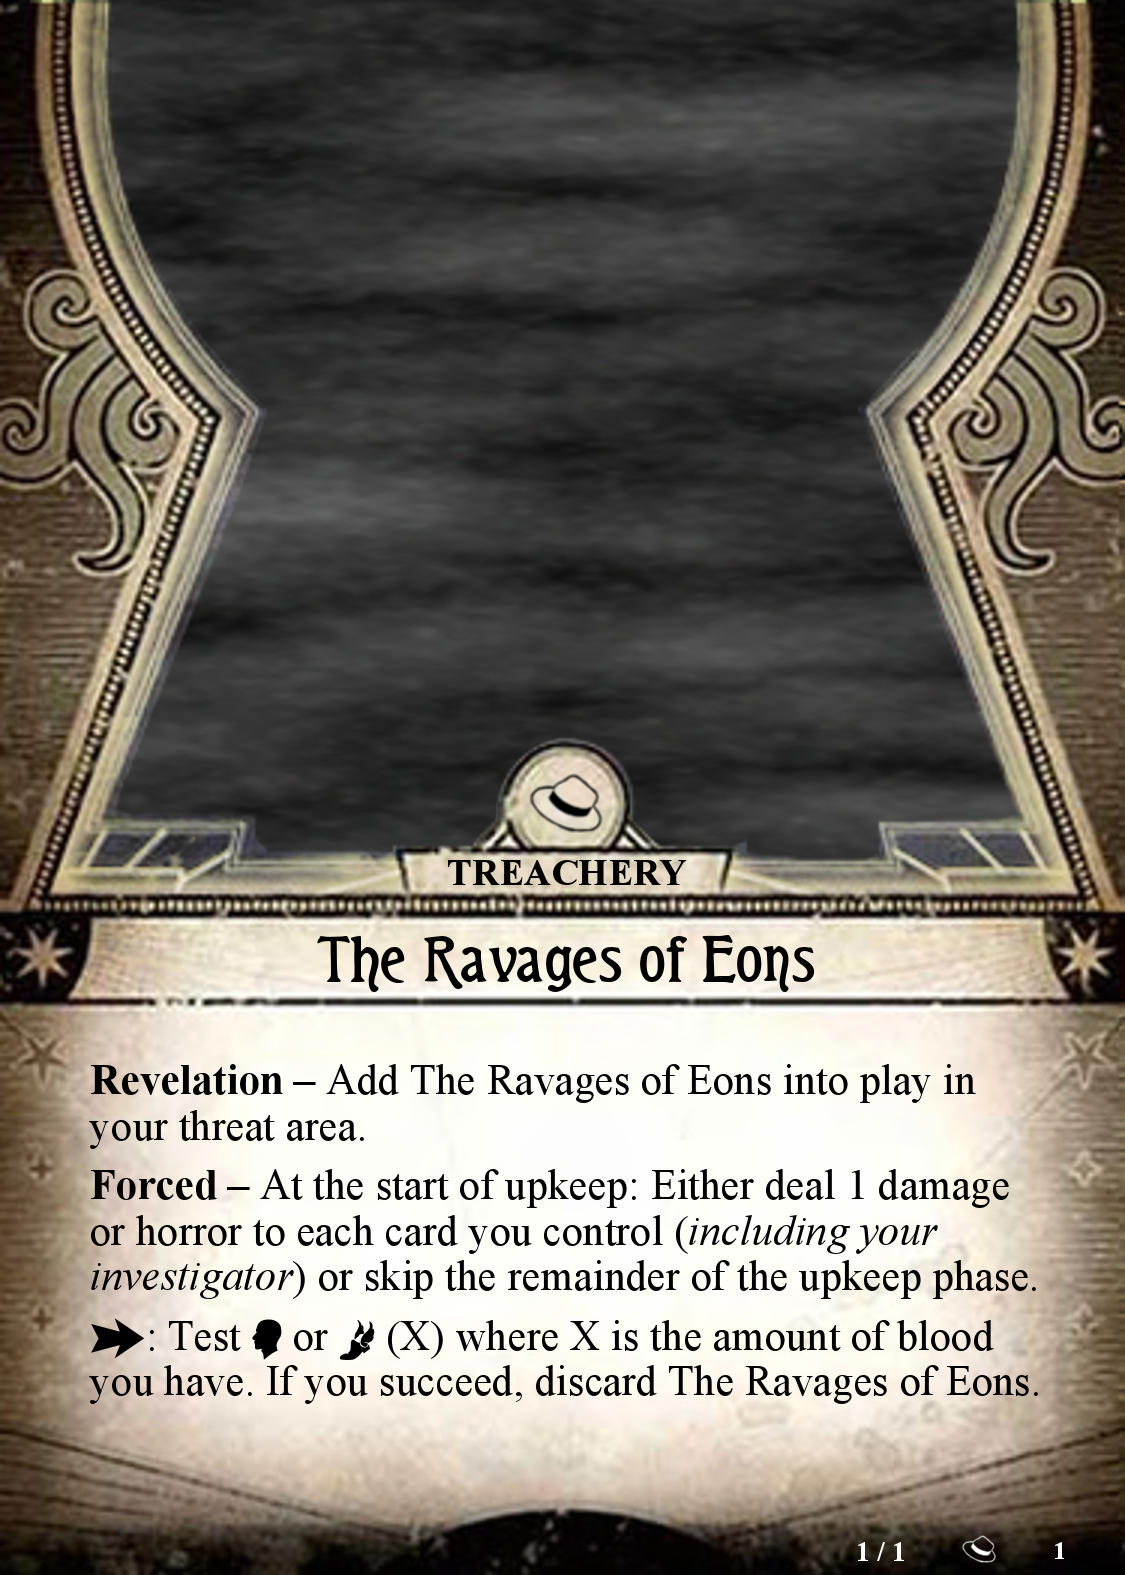 TREACHERY
The Ravages of Eons
Revelation – Add The Ravages of Eons into play in
your threat area.
Forced – At the start of upkeep: Either deal 1 damage
or horror to each card you control (including your
investigator) or skip the remainder of the upkeep phase.
: Test or (X) where X is the amount of blood
you have. If you succeed, discard The Ravages of Eons.
1 / 1 1